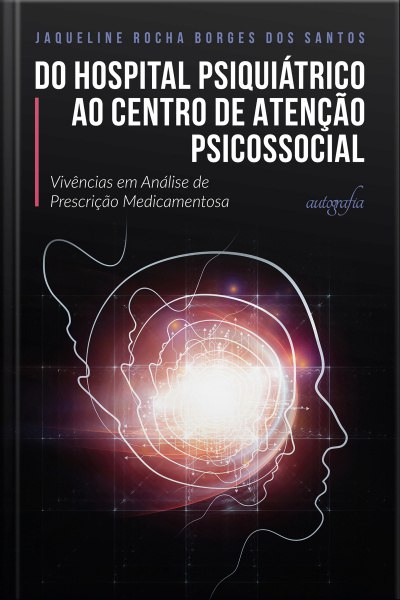 JAQUELINE ROCHA BORGES DOS SANTOS
DO HOSPITAL PSIQUIÁTRICO
AO CENTRO DE ATENÇÃO
PSICOSSOCIAL
Vivências em Análise de
Prescrição Medicamentosa
autografia